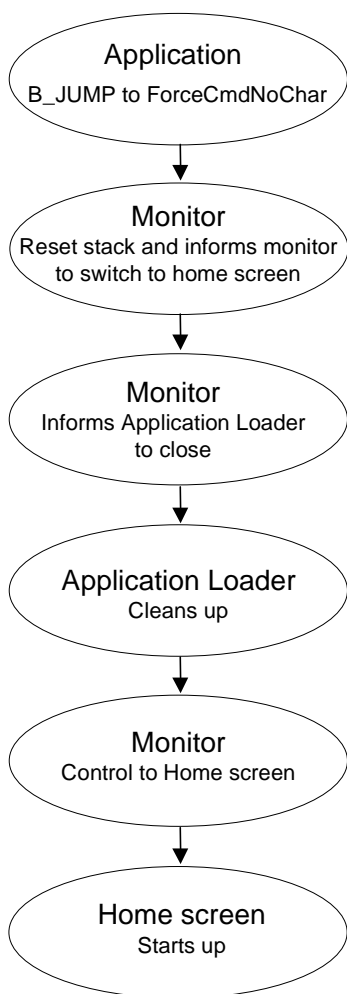 Application
B_JUMP to ForceCmdNoChar
Monitor
Reset stack and informs monitor
to switch to home screen
Monitor
Informs Application Loader
to close
Application Loader
Cleans up
Monitor
Control to Home screen
Home screen
Starts up